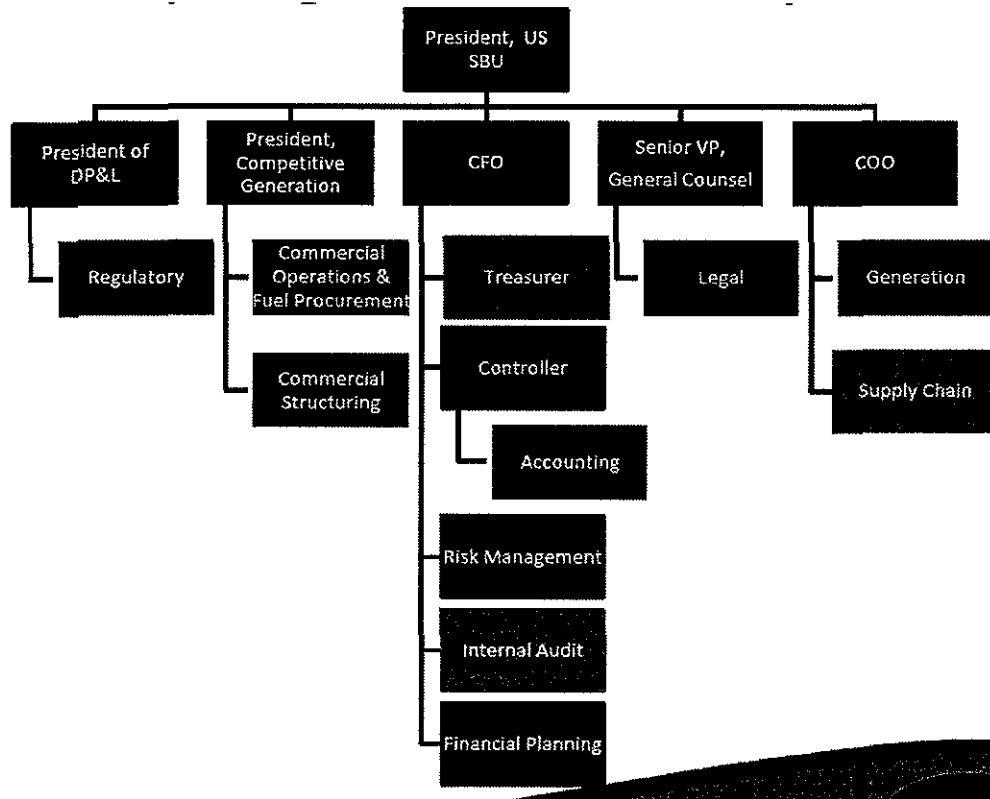 President, US
SBU
President of
DP&L
President,
Competitive
Generation
CFO
Senior VP,
General Counsel
COO
Regulatory
Commercial
Operations &
Fuel Procurement
Treasurer
Legal
Generation
Commercial
Structuring
Controller
Supply Chain
Accounting
Risk Management
Internal Audit
Financial Planning